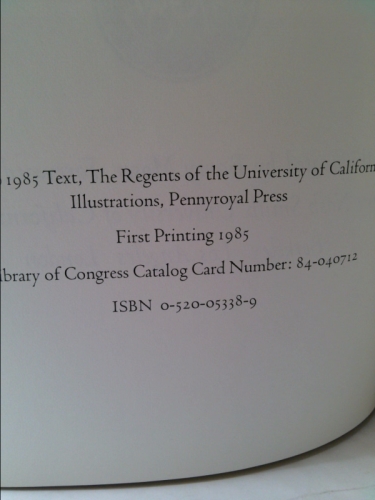 1985 Text, The Regents of the University of Californ
Illustrations, Pennyroyal Press
First Printing 1985
ibrary of Congress Catalog Card Number: 84-040712
ISBN 0-520-05338-9